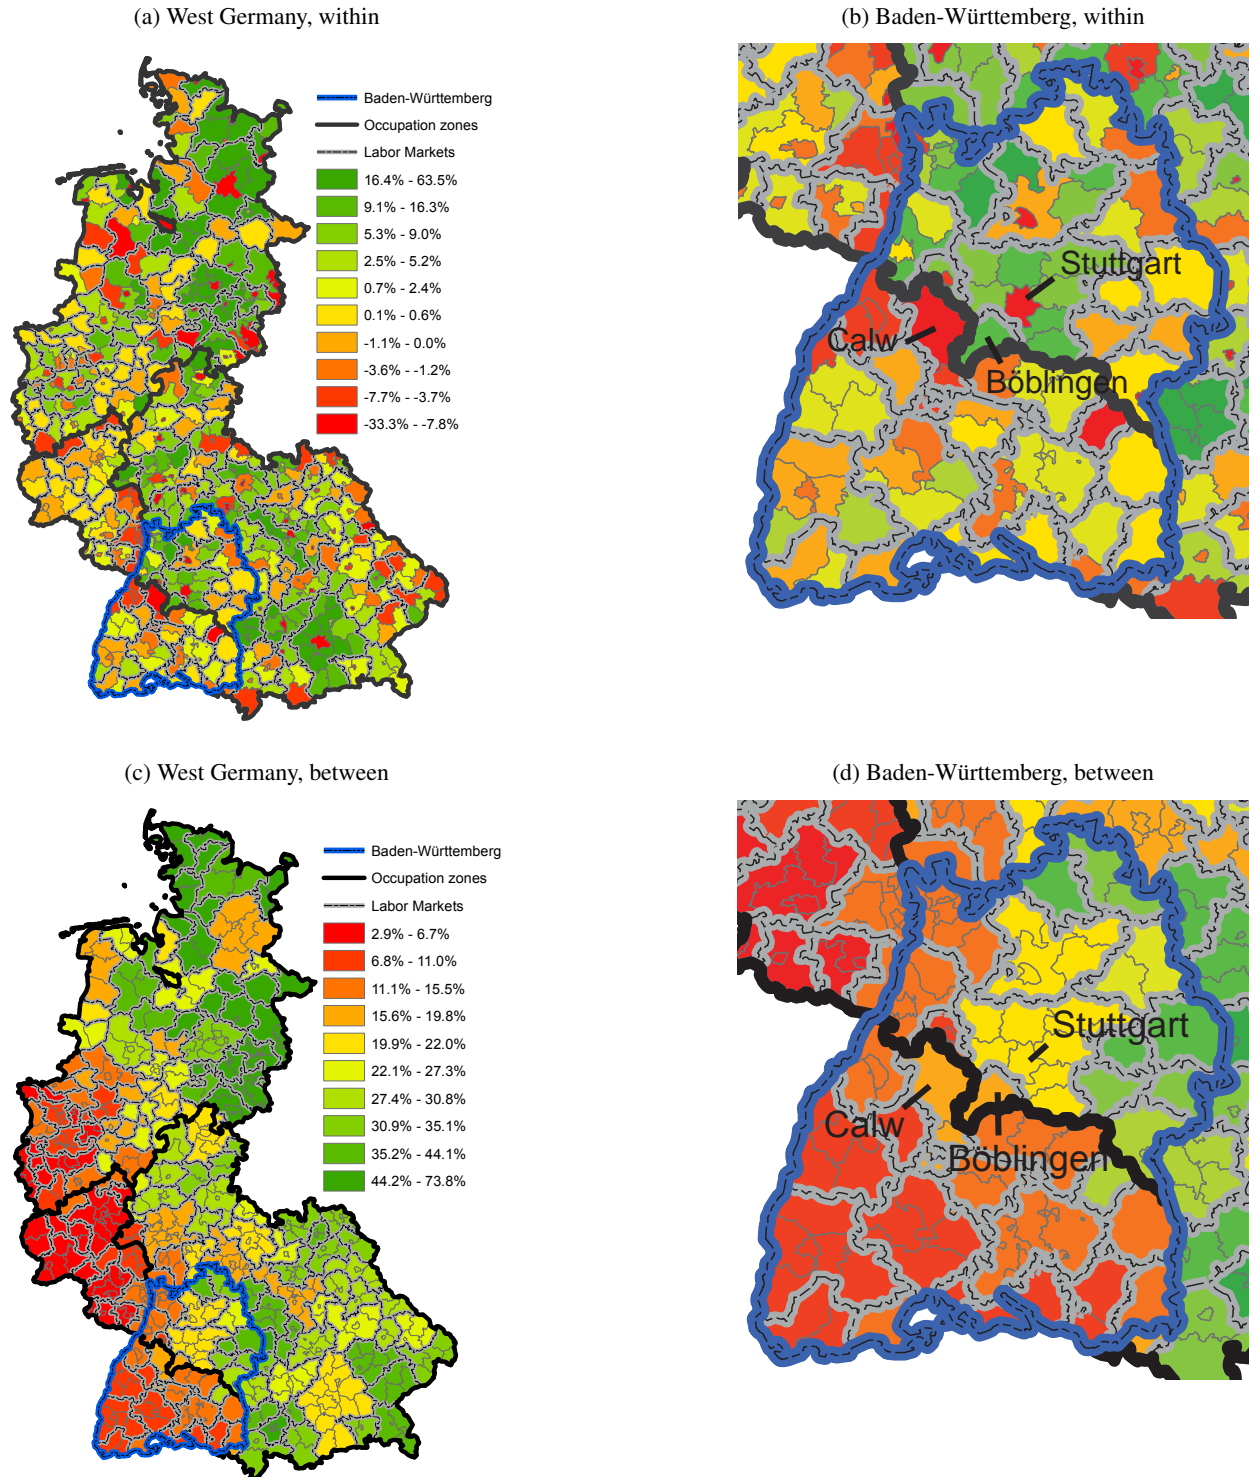 (a) West Germany, within
(b) Baden-Württemberg, within
Baden-Württemberg
Occupation zones
Labor Markets
16.4% - 63.5%
9.1% - 16.3%
5.3% - 9.0%
2.5% - 5.2%
0.7% - 2.4%
0.1% - 0.6%
-1.1% - 0.0%
-3.6% - -1.2%
-7.7% - -3.7%
-33.3% - -7.8%
Stuttgart
Calw
Böblingen
(c) West Germany, between
(d) Baden-Württemberg, between
Baden-Württemberg
Occupation zones
Labor Markets
2.9% - 6.7%
6.8% - 11.0%
11.1% - 15.5%
15.6% - 19.8%
19.9% - 22.0%
22.1% - 27.3%
27.4% - 30.8%
30.9% - 35.1%
35.2% - 44.1%
44.2% - 73.8%
Stuttgart
Calw
Böblingen